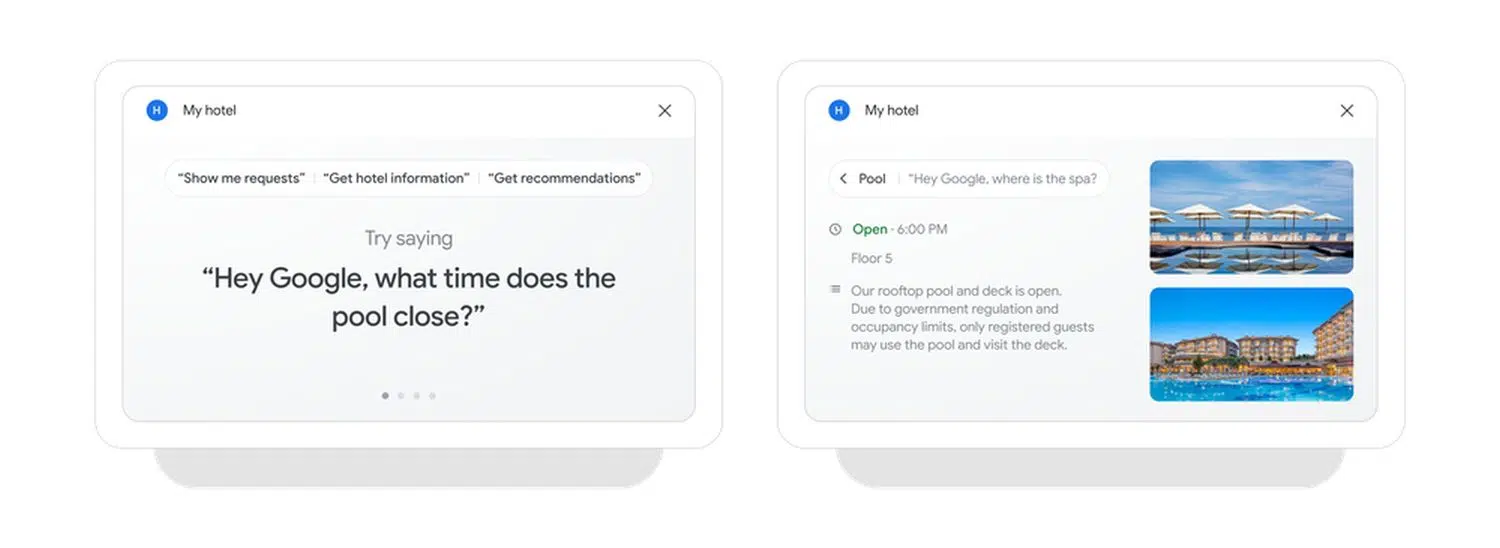 H My hotel
“Show me requests” “Get hotel information” “Get recommendations”
Try saying
“Hey Google, what time does the
pool close?”
H My hotel
Pool “Hey Google, where is the spa?
Open · 6:00 PM
Floor 5
Our rooftop pool and deck is open.
Due to government regulation and
occupancy limits, only registered guests
may use the pool and visit the deck.